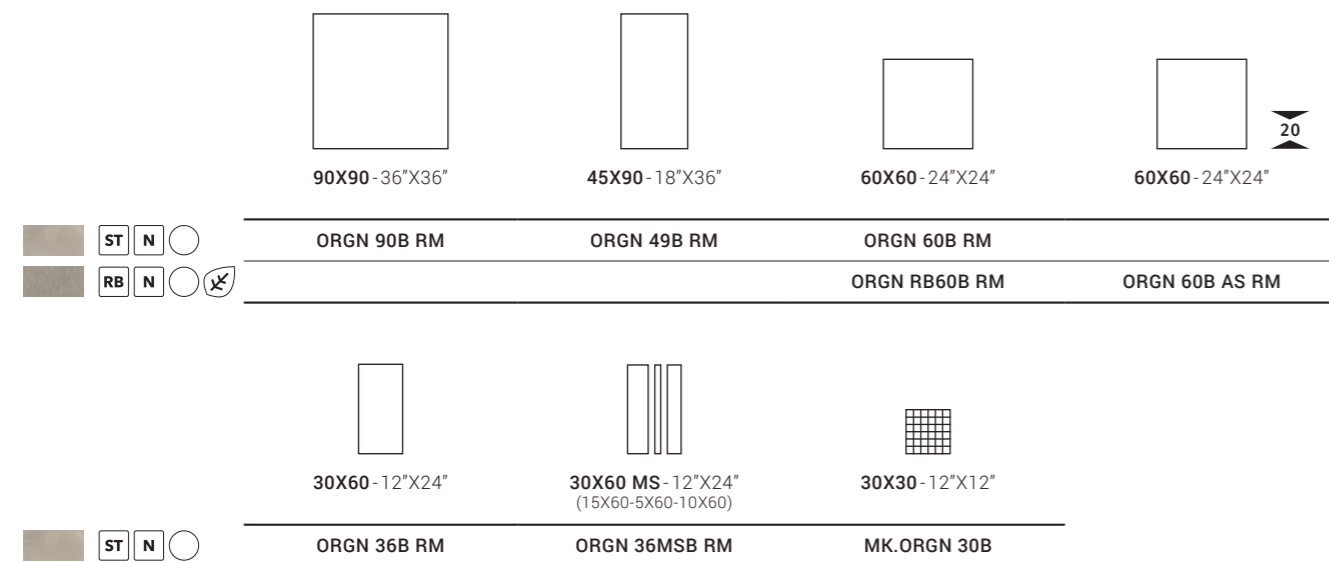 20
90X90-36”X36” 45X90-18”X36” 60X60-24”X24” 60X60-24”X24”
ST N ORGN 90B RM ORGN 49B RM ORGN 60B RM
RB N ORGN RB60B RM ORGN 60B AS RM
30X60-12”X24” 30X60 MS-12”X24” 30X30-12”X12”
(15X60-5X60-10X60)
ST N ORGN 36B RM ORGN 36MSB RM MK.ORGN 30B